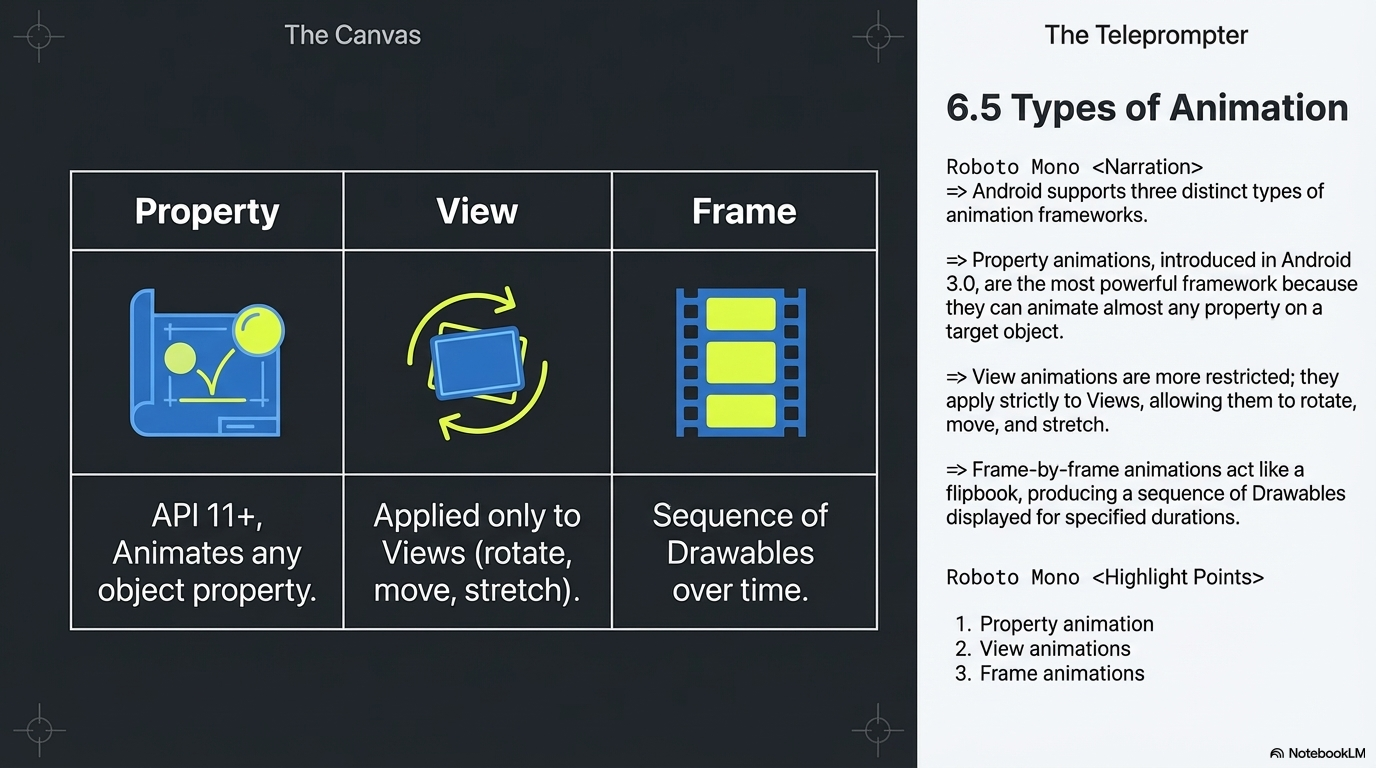 The Canvas
Property
View
Frame
API 11+,
Animates any
object property.
Applied only to
Views (rotate,
move, stretch).
Sequence of
Drawables
over time.
The Teleprompter
6.5 Types of Animation
Roboto Mono <Narration>
=> Android supports three distinct types of
animation frameworks.
=> Property animations, introduced in Android
3.0, are the most powerful framework because
they can animate almost any property on a
target object.
=> View animations are more restricted; they
apply strictly to Views, allowing them to rotate,
move, and stretch.
=> Frame-by-frame animations act like a
flipbook, producing a sequence of Drawables
displayed for specified durations.
Roboto Mono <Highlight Points>
1. Property animation
2. View animations
3. Frame animations
NotebookLM